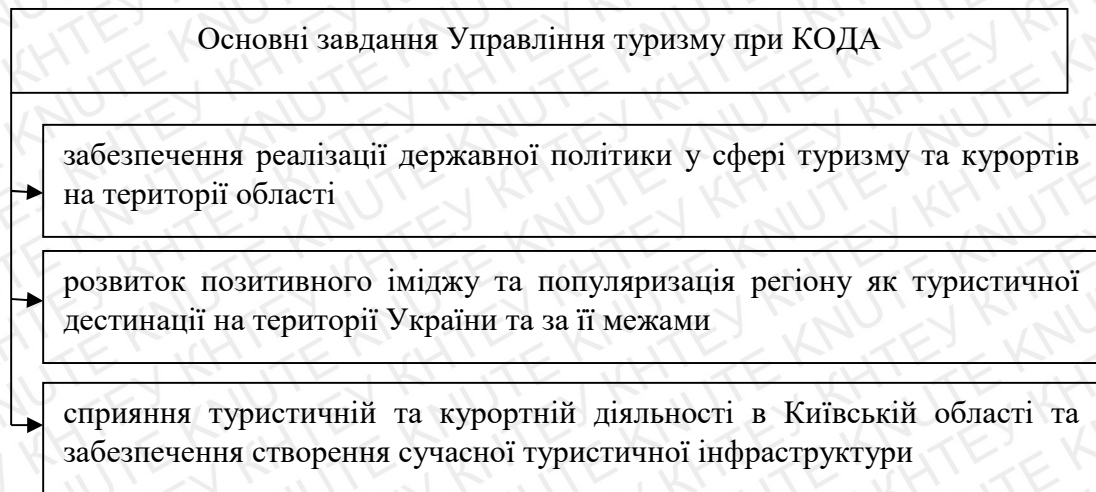 Основні завдання Управління туризму при КОДА
забезпечення реалізації державної політики у сфері туризму та курортів
на території області
розвиток позитивного іміджу та популяризація регіону як туристичної
дестинації на території України та за її межами
сприяння туристичній та курортній діяльності в Київській області та
забезпечення створення сучасної туристичної інфраструктури